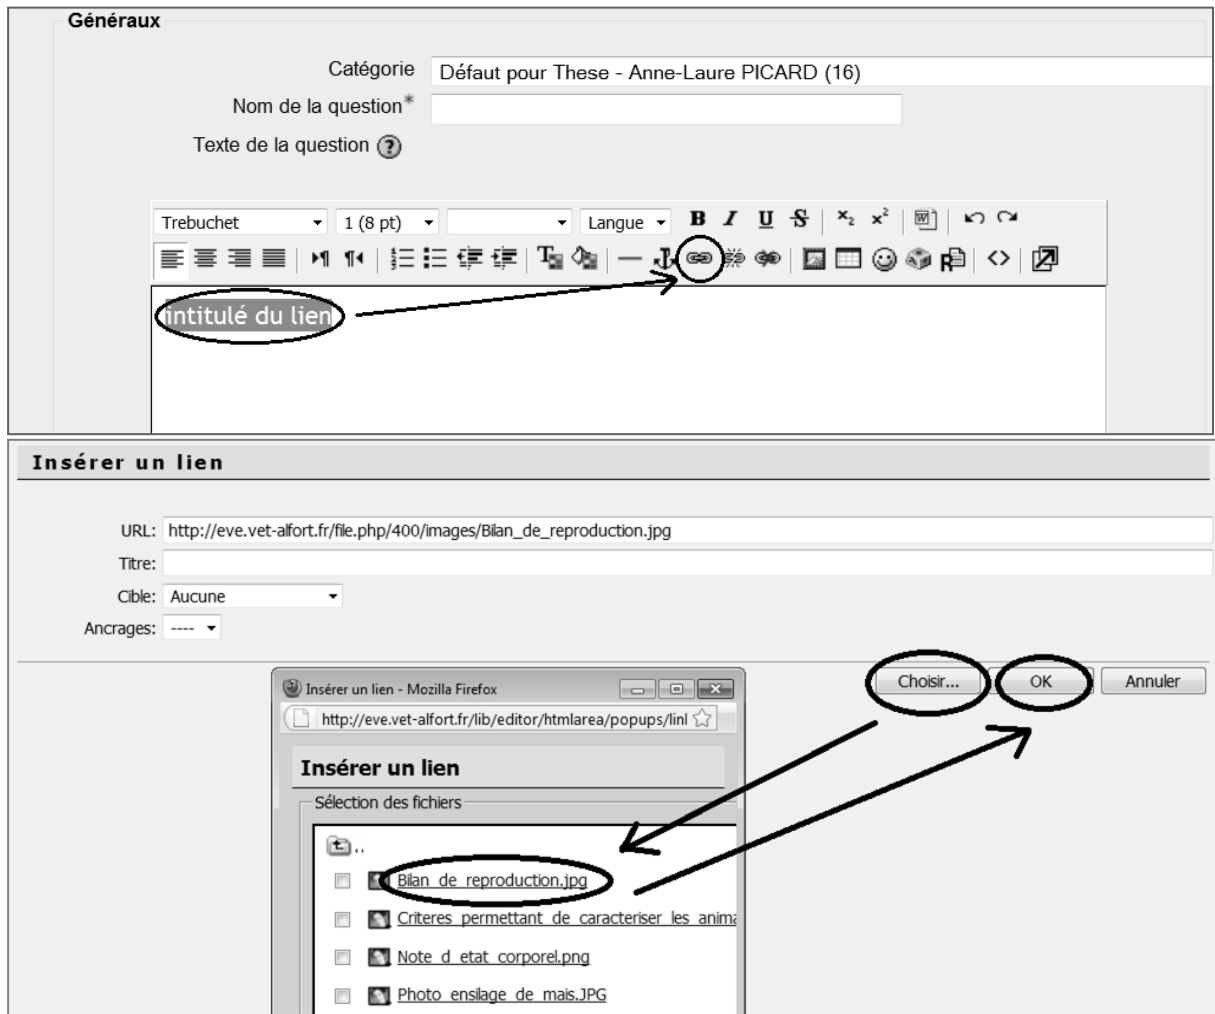 Généraux
Catégorie Défaut pour These - Anne-Laure PICARD (16)
Nom de la question*
Texte de la question ?
Trebuchet 1 (8 pt) Langue B I U S x₂ x²
intitulé du lien
Insérer un lien
URL: http://eve.vet-alfort.fr/file.php/400/images/Bilan_de_reproduction.jpg
Titre:
Cible: Aucune
Ancrages: ----
Choisir... OK Annuler
Insérer un lien - Mozilla Firefox
http://eve.vet-alfort.fr/lib/editor/htmlarea/popups/linl
Insérer un lien
Sélection des fichiers
..
Bilan_de_reproduction.jpg
Criteres_permettant_de_caracteriser_les_anima
Note_d_etat_corporel.png
Photo_ensilage_de_mais.JPG